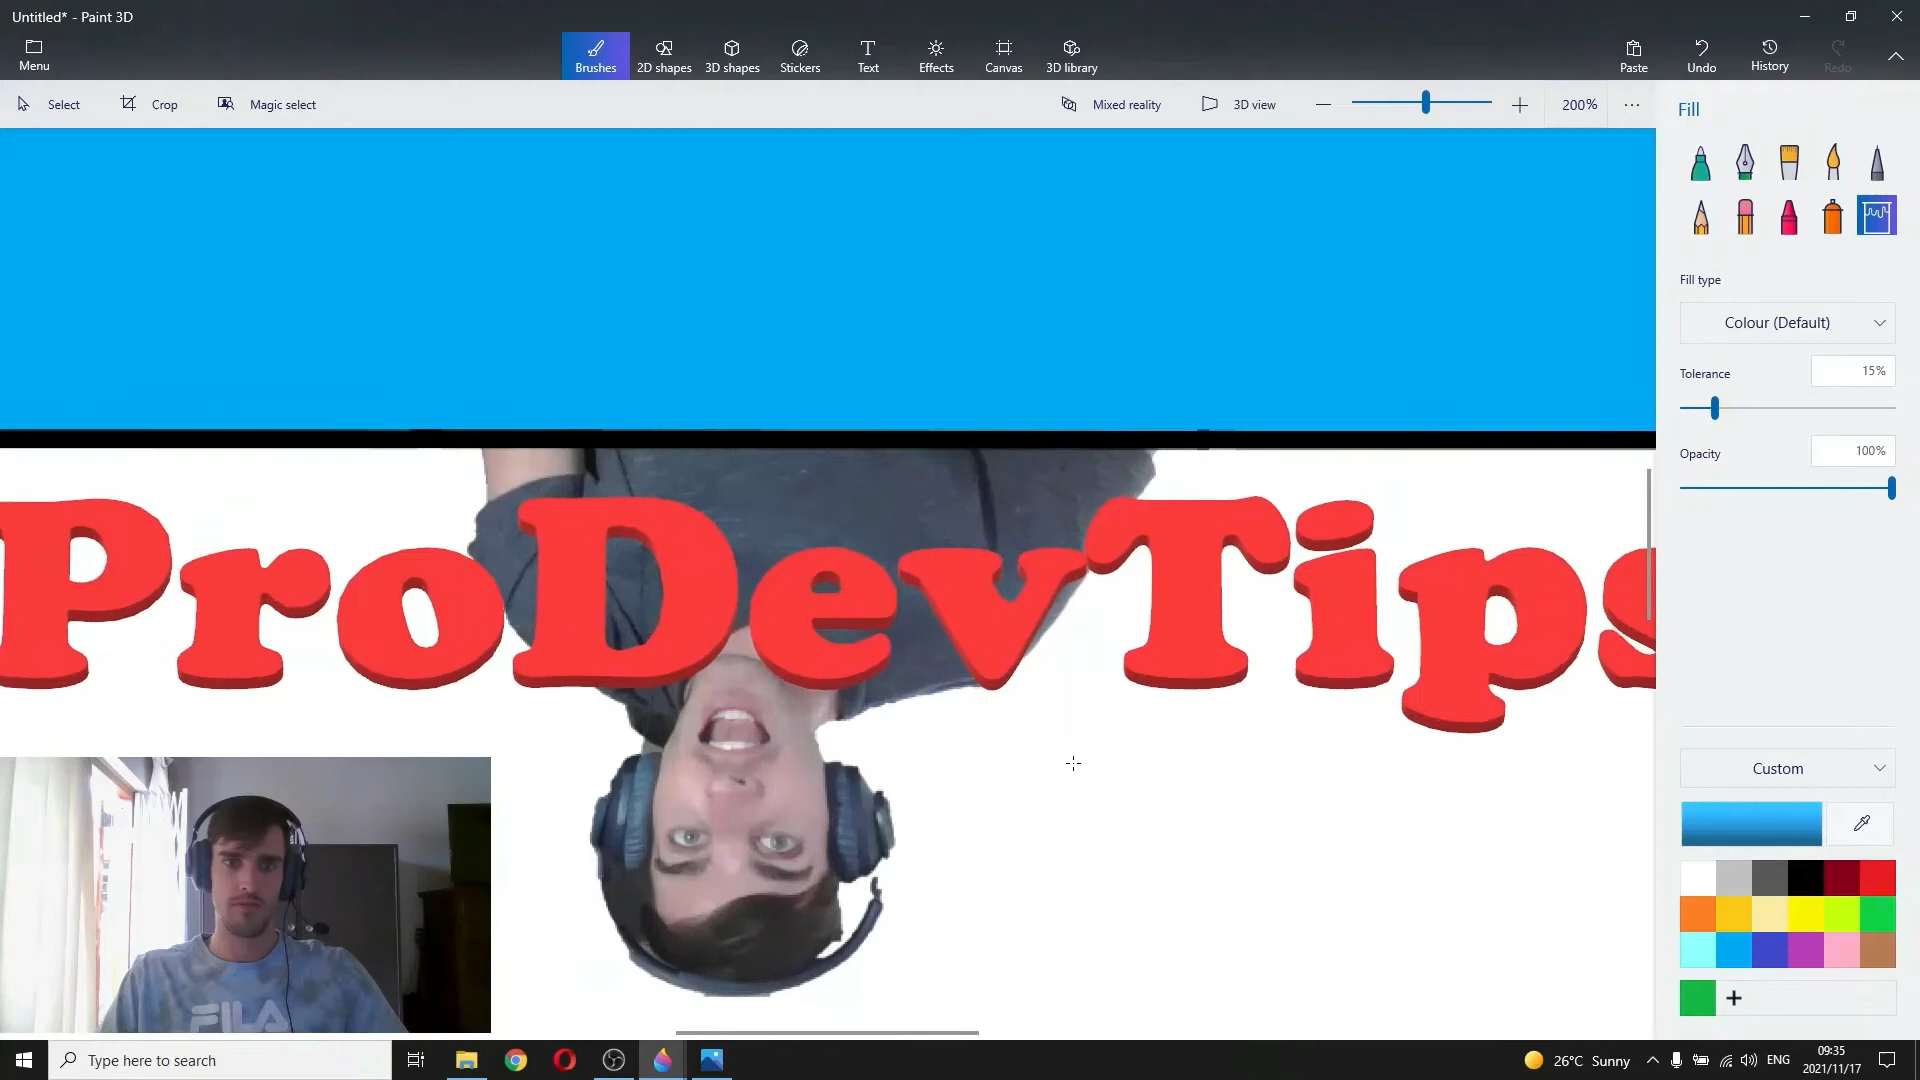 Untitled* - Paint 3D
Menu
Brushes
2D shapes
3D shapes
Stickers
Text
Effects
Canvas
3D library
Paste
Undo
History
Redo
Select
Crop
Magic select
Mixed reality
3D view
200%
Fill
Fill type
Colour (Default)
Tolerance
15%
Opacity
100%
ProDevTips
Custom
FILA
Type here to search
26°C Sunny
ENG
09:35
2021/11/17